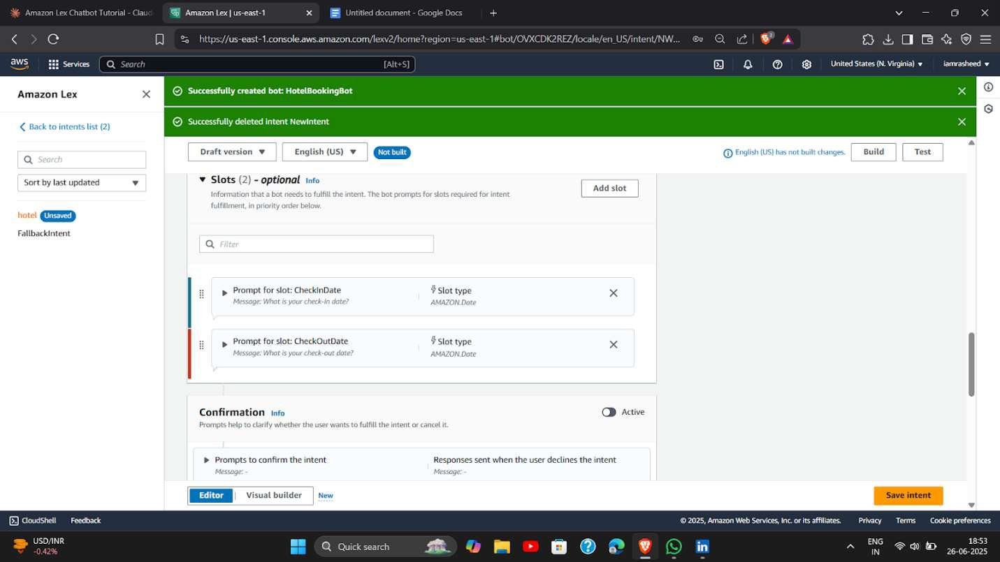 Amazon Lex Chatbot Tutorial - Claud
Amazon Lex | us-east-1
Untitled document - Google Docs
https://us-east-1.console.aws.amazon.com/lexv2/home?region=us-east-1#bot/OVXCDK2REZ/locale/en_US/intent/NW...
2
aws
Services
Search
[Alt+S]
United States (N. Virginia)
iamrasheed
Amazon Lex
Back to intents list (2)
Search
Sort by last updated
hotel Unsaved
FallbackIntent
Successfully created bot: HotelBookingBot
Successfully deleted intent NewIntent
Draft version
English (US)
Not built
English (US) has not built changes.
Build
Test
Slots (2) - optional Info
Information that a bot needs to fulfill the intent. The bot prompts for slots required for intent
fulfillment, in priority order below.
Add slot
Filter
Prompt for slot: CheckInDate
Message: What is your check-in date?
Slot type
AMAZON.Date
Prompt for slot: CheckOutDate
Message: What is your check-out date?
Slot type
AMAZON.Date
Confirmation Info
Prompts help to clarify whether the user wants to fulfill the intent or cancel it.
Active
Prompts to confirm the intent
Message: -
Responses sent when the user declines the intent
Message: -
Editor
Visual builder
New
Save intent
CloudShell
Feedback
© 2025, Amazon Web Services, Inc. or its affiliates.
Privacy
Terms
Cookie preferences
USD/INR
-0.42%
Quick search
ENG
IN
18:53
26-06-2025